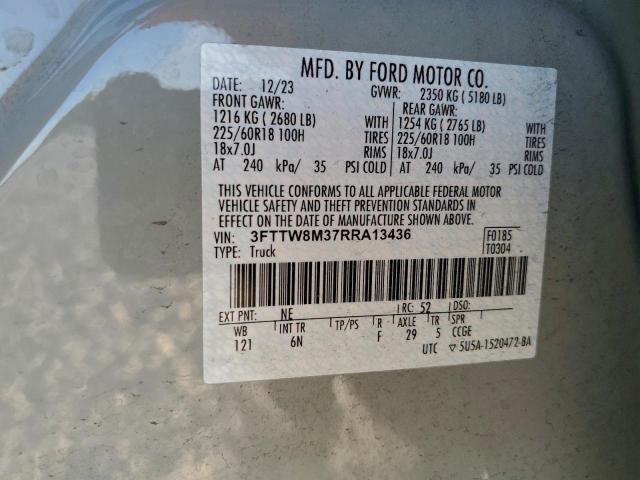 MFD. BY FORD MOTOR CO.
DATE: 12/23 GVWR: 2350 KG ( 5180 LB)
FRONT GAWR: REAR GAWR:
1216 KG ( 2680 LB) WITH 1254 KG ( 2765 LB) WITH
225/60R18 100H TIRES 225/60R18 100H TIRES
18x7.0J RIMS 18x7.0J RIMS
AT 240 kPa/ 35 PSI COLD AT 240 kPa/ 35 PSI COLD
THIS VEHICLE CONFORMS TO ALL APPLICABLE FEDERAL MOTOR
VEHICLE SAFETY AND THEFT PREVENTION STANDARDS IN
EFFECT ON THE DATE OF MANUFACTURE SHOWN ABOVE.
VIN: 3FTTW8M37RRA13436 F0185
TYPE: Truck T0304
EXT PNT: NE RC: 52 DSO:
WB INT TR TP/PS R AXLE TR SPR
121 6N F 29 5 CCGE
UTC ▽ 5U5A-1520472-BA